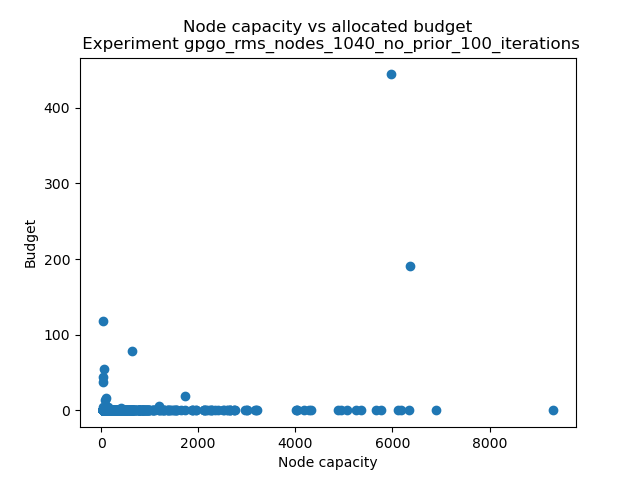 Node capacity vs allocated budget
Experiment gpgo_rms_nodes_1040_no_prior_100_iterations
Budget
400
300
200
100
0
0 2000 4000 6000 8000
Node capacity